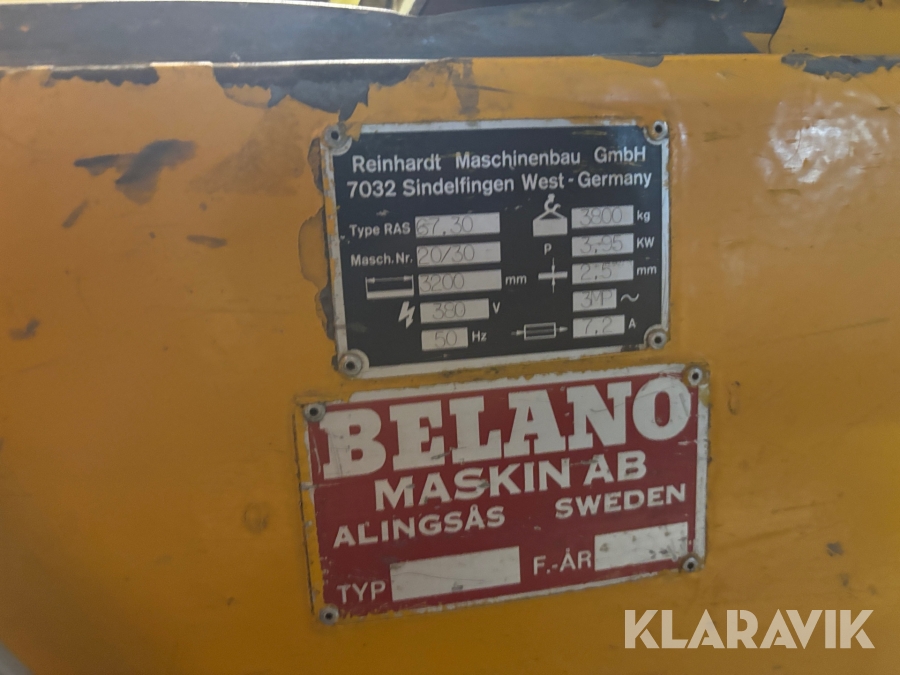 Reinhardt Maschinenbau GmbH
7032 Sindelfingen West-Germany
Type RAS 67.30
Masch.Nr. 20/30
3200 mm
380 V
50 Hz
3800 kg
P 3.95 KW
2.5 mm
3MP ~
7,2 A
BELANO
MASKIN AB
ALINGSÅS SWEDEN
TYP F.-ÅR
KLARAVIK